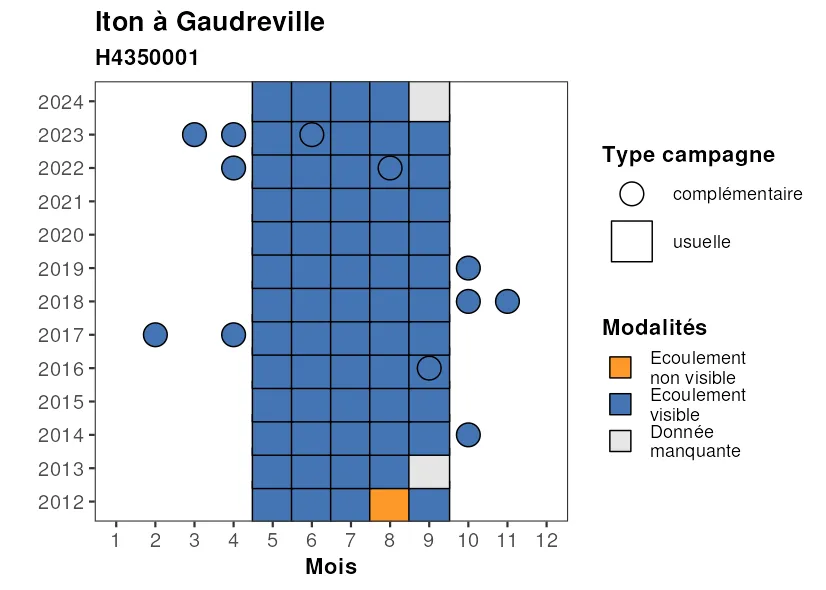 Iton à Gaudreville
H4350001
2024
2023
2022
2021
2020
2019
2018
2017
2016
2015
2014
2013
2012
1 2 3 4 5 6 7 8 9 10 11 12
Mois
Type campagne
complémentaire
usuelle
Modalités
Ecoulement
non visible
Ecoulement
visible
Donnée
manquante